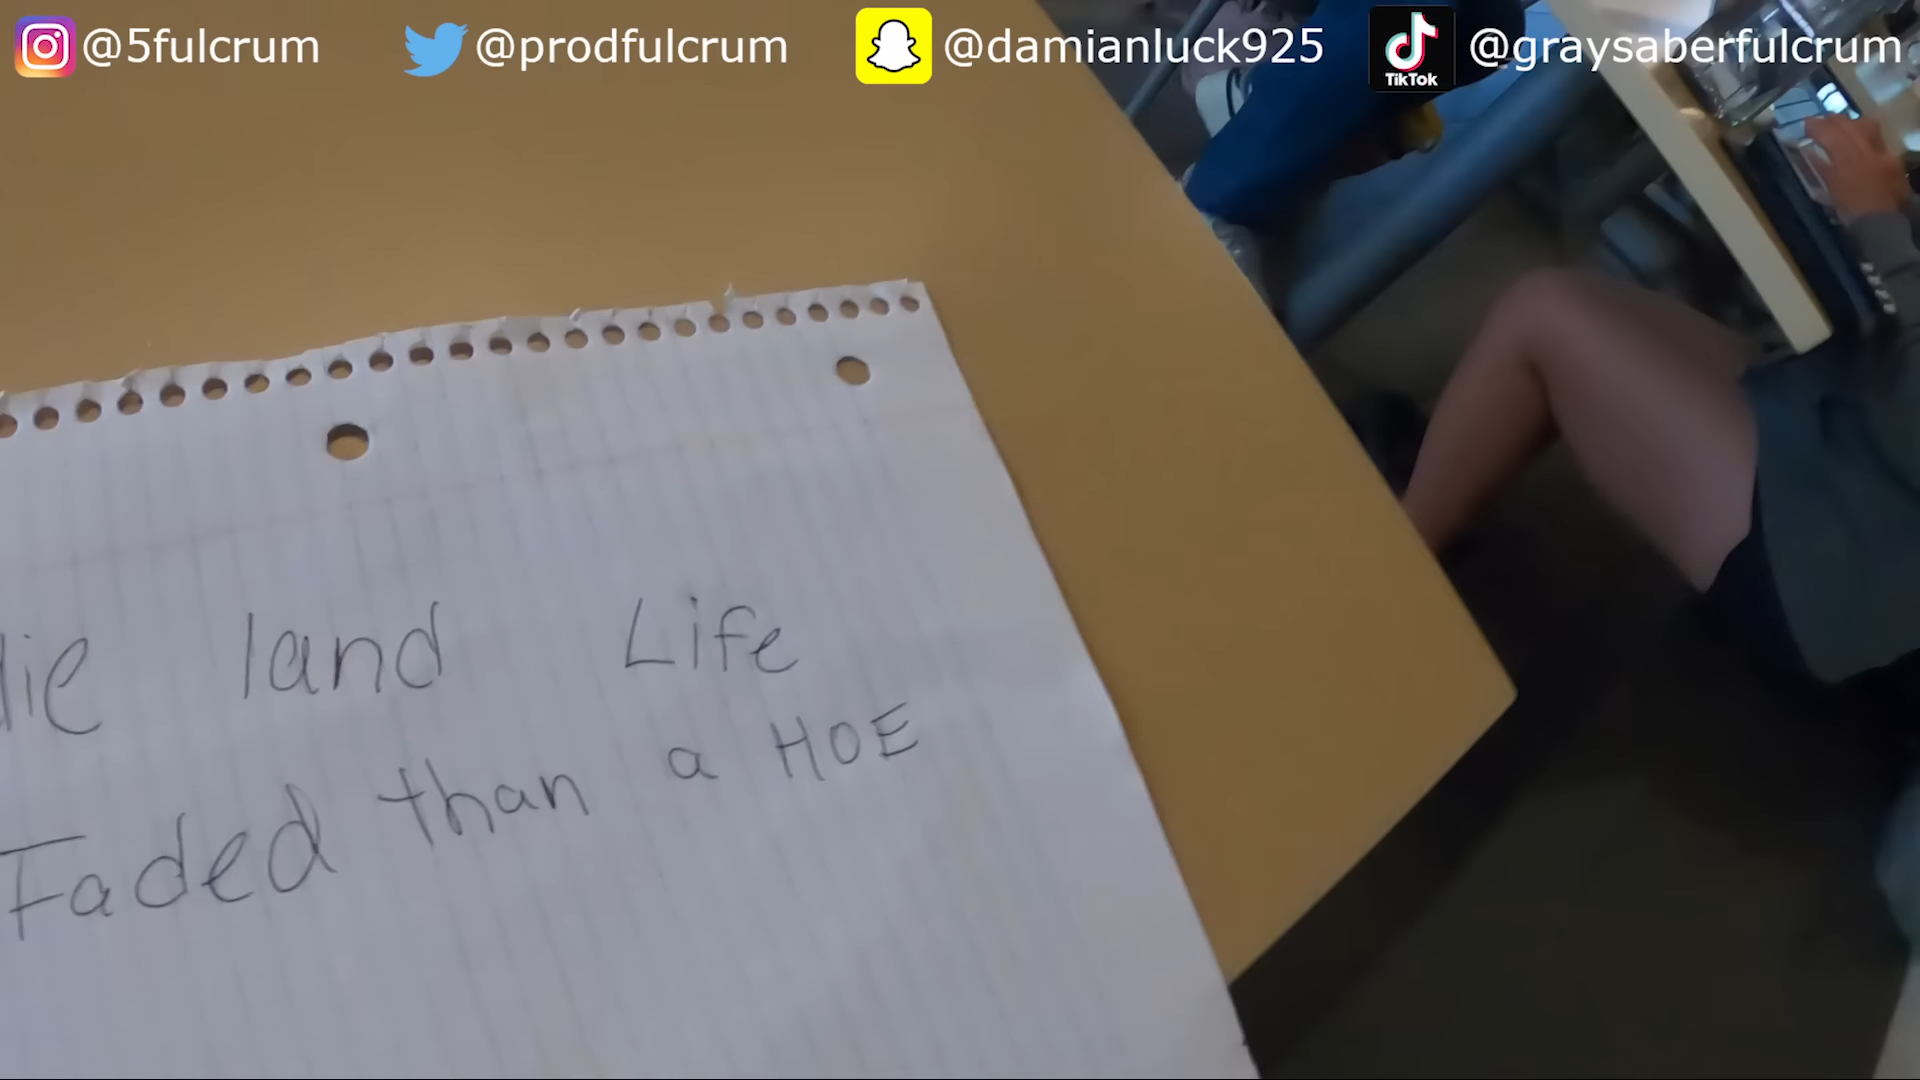 @5fulcrum @prodfulcrum @damianluck925 TikTok @graysaberfulcrum
land Life
Faded than a HOE